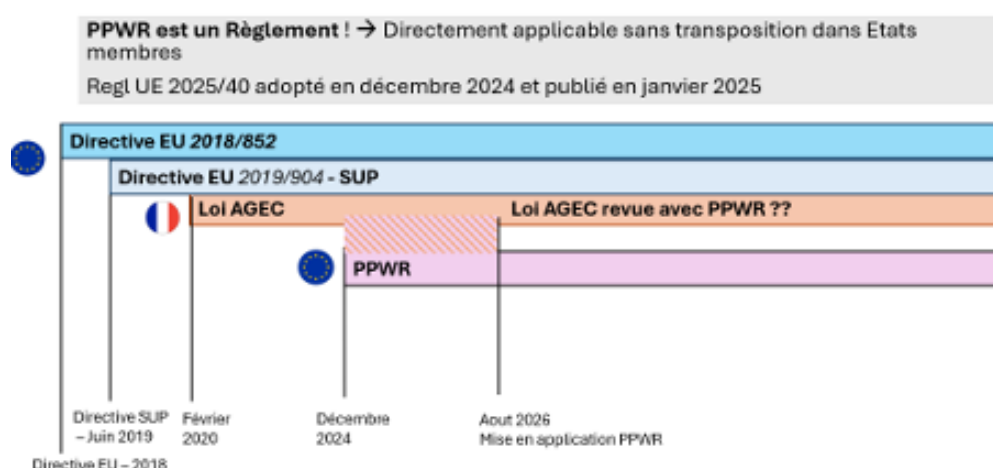 PPWR est un Règlement ! → Directement applicable sans transposition dans Etats
membres
Regl UE 2025/40 adopté en décembre 2024 et publié en janvier 2025
Directive EU 2018/852
Directive EU 2019/904 - SUP
Loi AGEC
Loi AGEC revue avec PPWR ??
PPWR
Directive SUP
– Juin 2019
Février
2020
Décembre
2024
Aout 2026
Mise en application PPWR
Directive EU – 2018